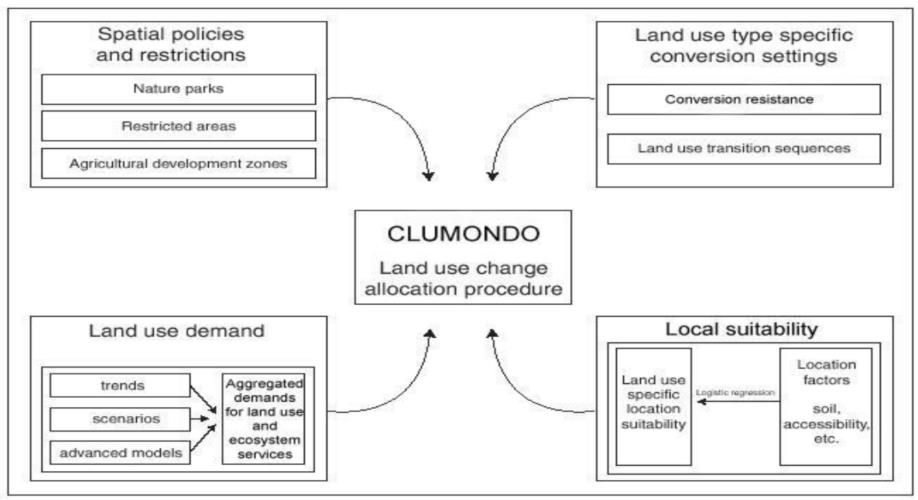 Spatial policies
and restrictions
Nature parks
Restricted areas
Agricultural development zones
Land use type specific
conversion settings
Conversion resistance
Land use transition sequences
CLUMONDO
Land use change
allocation procedure
Land use demand
trends
scenarios
advanced models
Aggregated
demands
for land use
and
ecosystem
services
Local suitability
Land use
specific
location
suitability
Logistic regression
Location
factors
soil,
accessibility,
etc.